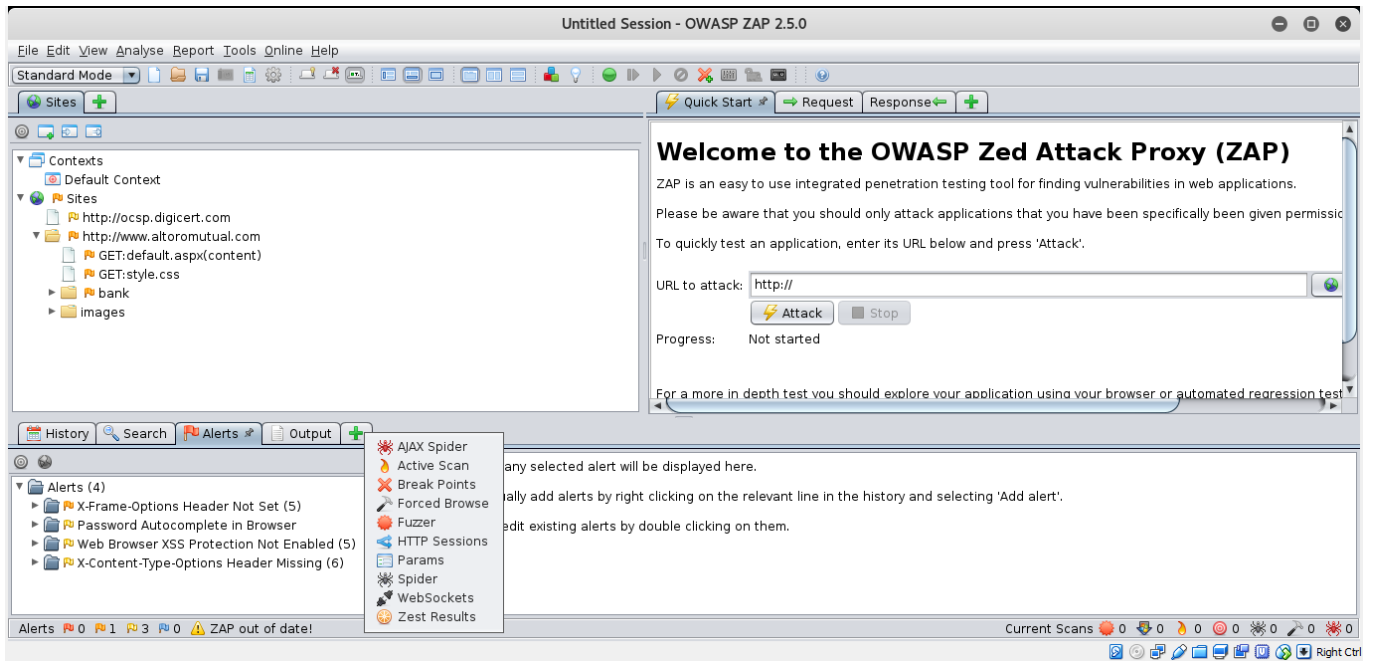 Untitled Session - OWASP ZAP 2.5.0
File Edit View Analyse Report Tools Online Help
Standard Mode
Sites
Quick Start Request Response
Contexts
Default Context
Sites
http://ocsp.digicert.com
http://www.altoromutual.com
GET:default.aspx(content)
GET:style.css
bank
images
Welcome to the OWASP Zed Attack Proxy (ZAP)
ZAP is an easy to use integrated penetration testing tool for finding vulnerabilities in web applications.
Please be aware that you should only attack applications that you have been specifically been given permissic
To quickly test an application, enter its URL below and press 'Attack'.
URL to attack: http://
Attack Stop
Progress: Not started
For a more in depth test you should explore your application using your browser or automated regression test
History Search Alerts Output
Alerts (4)
X-Frame-Options Header Not Set (5)
Password Autocomplete in Browser
Web Browser XSS Protection Not Enabled (5)
X-Content-Type-Options Header Missing (6)
AJAX Spider
Active Scan
Break Points
Forced Browse
Fuzzer
HTTP Sessions
Params
Spider
WebSockets
Zest Results
any selected alert will be displayed here.
ually add alerts by right clicking on the relevant line in the history and selecting 'Add alert'.
edit existing alerts by double clicking on them.
Alerts 0 1 3 0 ZAP out of date! Current Scans 0 0 0 0 0 0 0
Right Ctrl